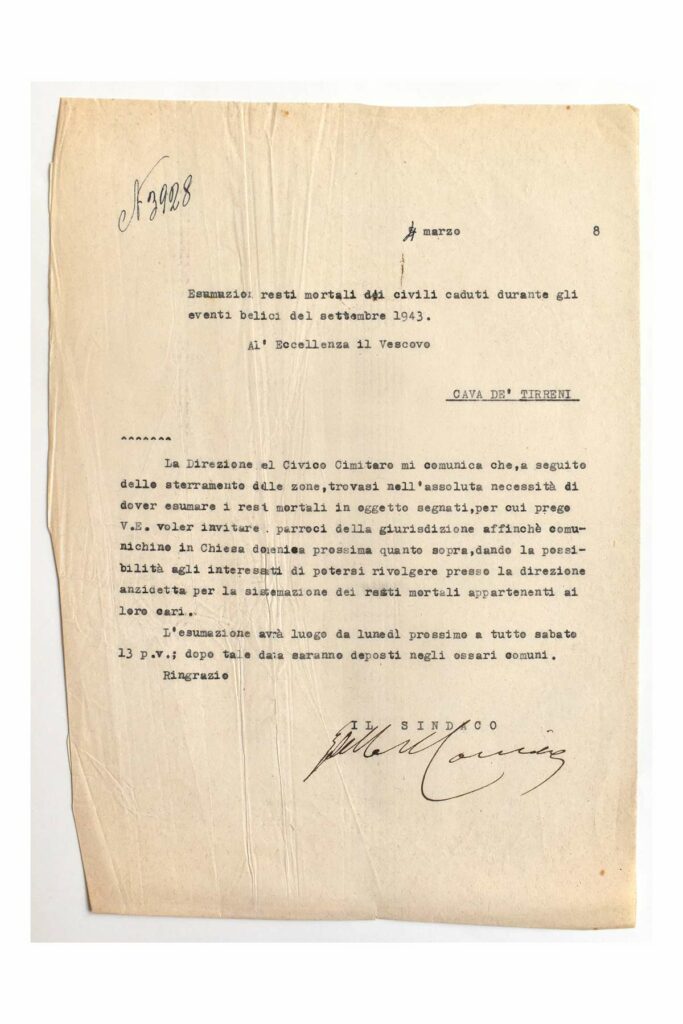 N 3928
4 marzo 8
Esumazioi resti mortali dei civili caduti durante gli
eventi belici del settembre 1943.
Al' Eccellenza il Vescovo
CAVA DE' TIRRENI
^^^^^^^
La Direzione el Civico Cimitaro mi comunica che,a seguito
dello sterramento ddle zone,trovasi nell'assoluta necessità di
dover esumare i resti mortali in oggetto segnati,per cui prego
V.E. voler invitare . parroci della giurisdizione affinchè comu-
nichino in Chiesa domenica prossima quanto sopra,dando la possi-
bilità agli interessati di potersi rivolgere presso la direzione
anzidetta per la sistemazione dei resti mortali appartenenti ai
loro cari.
L'esumazione avrà luogo da lunedì prossimo a tutto sabato
13 p.v.; dopo tale data saranno deposti negli ossari comuni.
Ringrazio
IL SINDACO